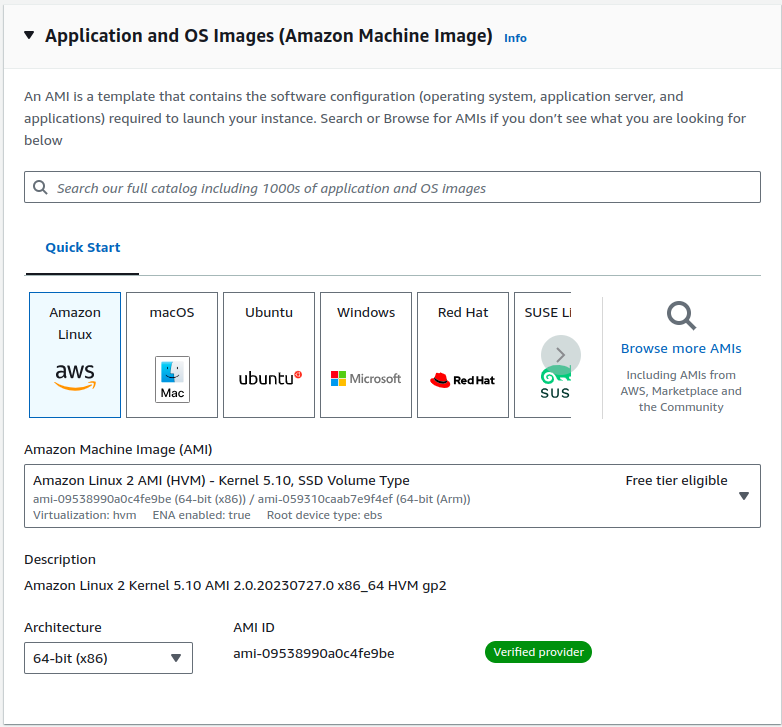 Application and OS Images (Amazon Machine Image) Info
An AMI is a template that contains the software configuration (operating system, application server, and
applications) required to launch your instance. Search or Browse for AMIs if you don’t see what you are looking for
below
Search our full catalog including 1000s of application and OS images
Quick Start
Amazon
Linux
aws
macOS
Mac
Ubuntu
ubuntu
Windows
Microsoft
Red Hat
Red Hat
SUSE Li
SUS
Browse more AMIs
Including AMIs from
AWS, Marketplace and
the Community
Amazon Machine Image (AMI)
Amazon Linux 2 AMI (HVM) - Kernel 5.10, SSD Volume Type Free tier eligible
ami-09538990a0c4fe9be (64-bit (x86)) / ami-059310caab7e9f4ef (64-bit (Arm))
Virtualization: hvm ENA enabled: true Root device type: ebs
Description
Amazon Linux 2 Kernel 5.10 AMI 2.0.20230727.0 x86_64 HVM gp2
Architecture AMI ID
64-bit (x86) ami-09538990a0c4fe9be Verified provider